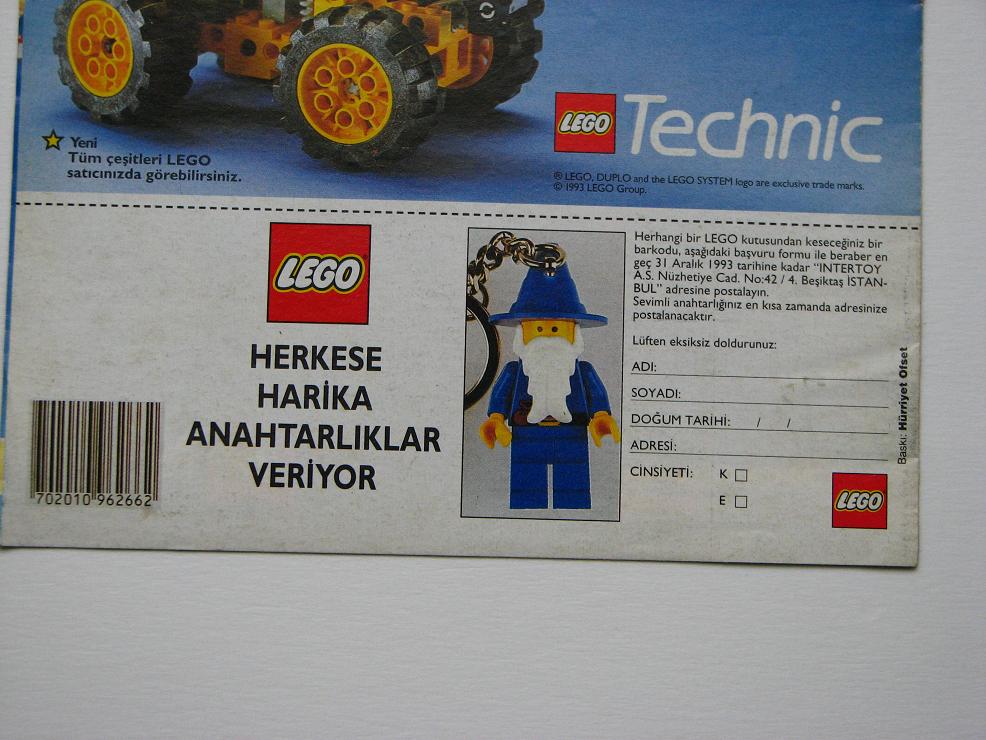 LEGO Technic
Yeni
Tüm çeşitleri LEGO
satıcınızda görebilirsiniz.
® LEGO, DUPLO and the LEGO SYSTEM logo are exclusive trade marks.
© 1993 LEGO Group.
LEGO®
HERKESE
HARİKA
ANAHTARLIKLAR
VERİYOR
702010 962662
Herhangi bir LEGO kutusundan keseceğiniz bir
barkodu, aşağıdaki başvuru formu ile beraber en
geç 31 Aralık 1993 tarihine kadar "INTERTOY
A.S. Nüzhetiye Cad. No:42 / 4. Beşiktaş İSTAN-
BUL" adresine postalayın.
Sevimli anahtarlığınız en kısa zamanda adresinize
postalanacaktır.
Lüften eksiksiz doldurunuz:
ADI:
SOYADI:
DOĞUM TARİHİ: / /
ADRESİ:
CİNSİYETİ: K
E
LEGO
Baskı: Hürriyet Ofset